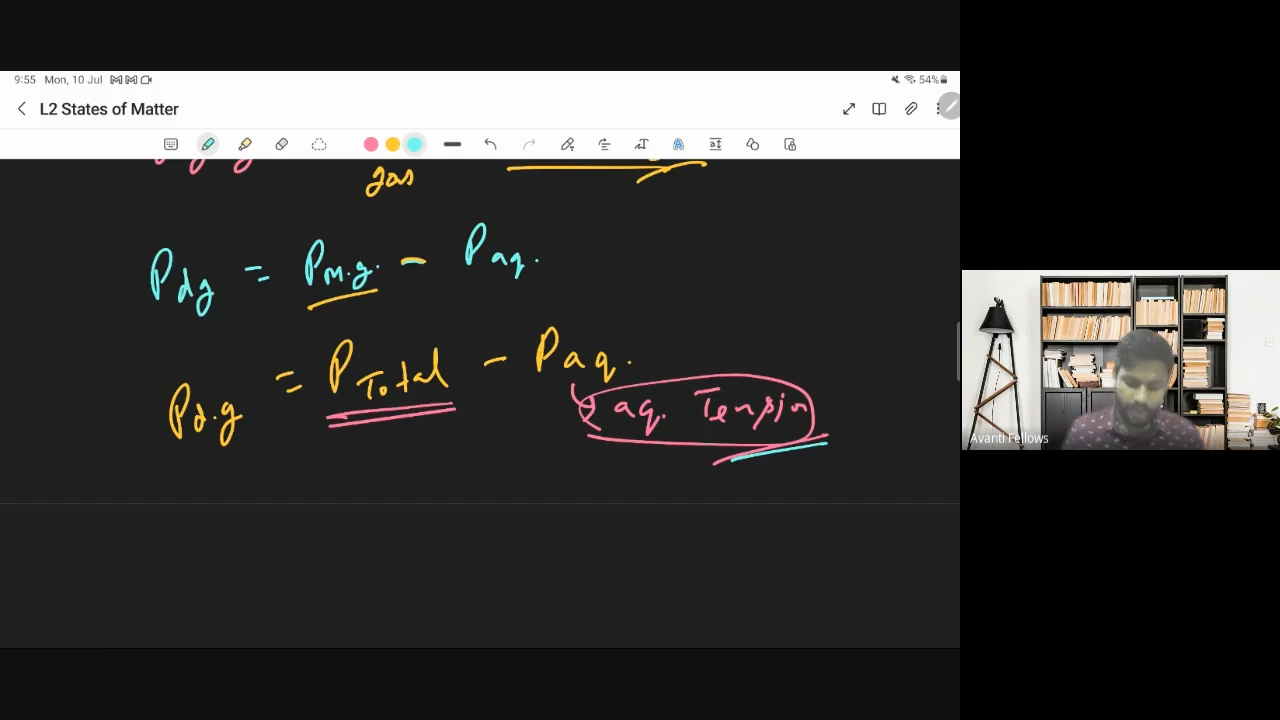 9:55 Mon, 10 Jul 54%
L2 States of Matter
gas
Pdg = Pm.g. - Paq.
Pd.g = PTotal - Paq.
aq. Tension
Avanti Fellows